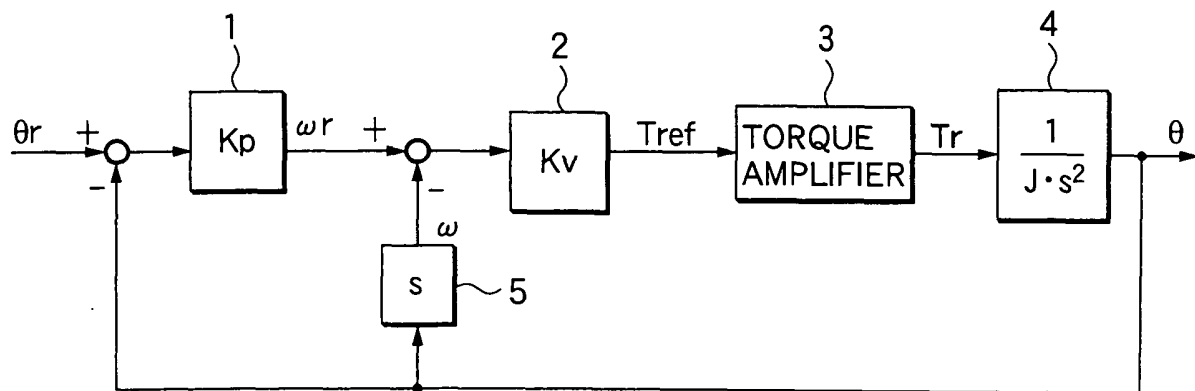 1
2
3
4
θr
+
-
Kp
ωr
+
-
Kv
Tref
TORQUE
AMPLIFIER
Tr
1
J·s²
θ
ω
s
5